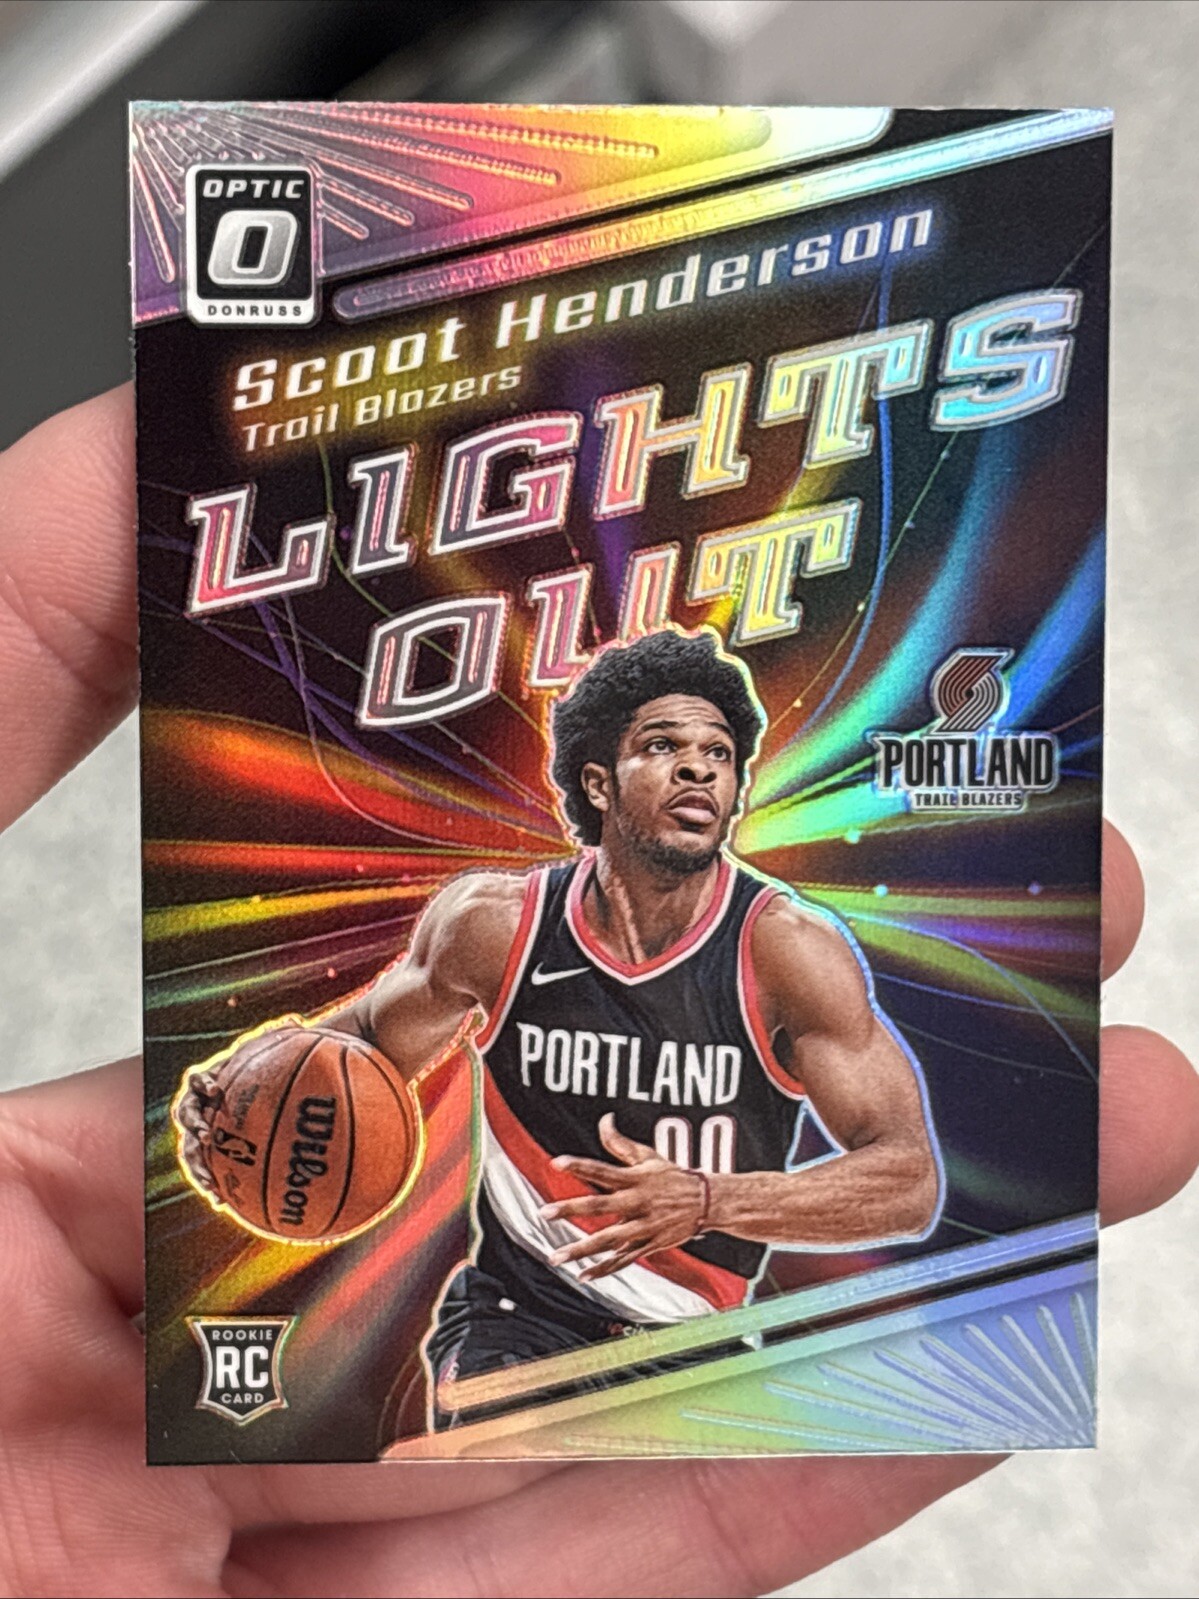 OPTIC
DONRUSS
Scoot Henderson
Trail Blazers
LIGHTS
OUT
PORTLAND
TRAIL BLAZERS
PORTLAND
00
Wilson
ROOKIE
RC
CARD